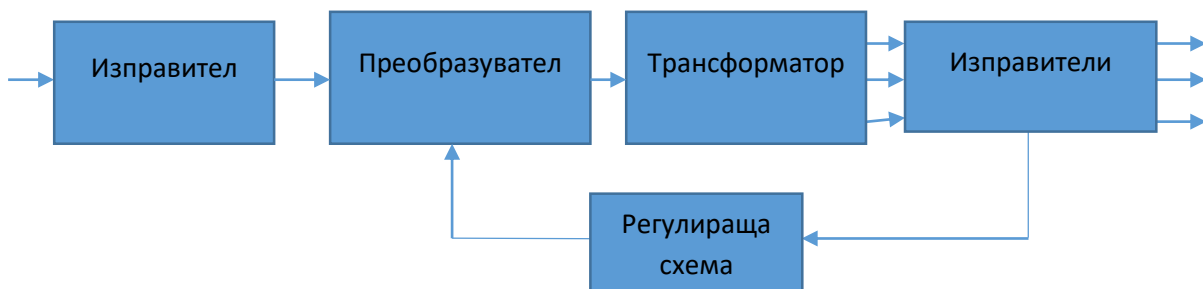 Изправител
Преобразувател
Трансформатор
Изправители
Регулираща
схема